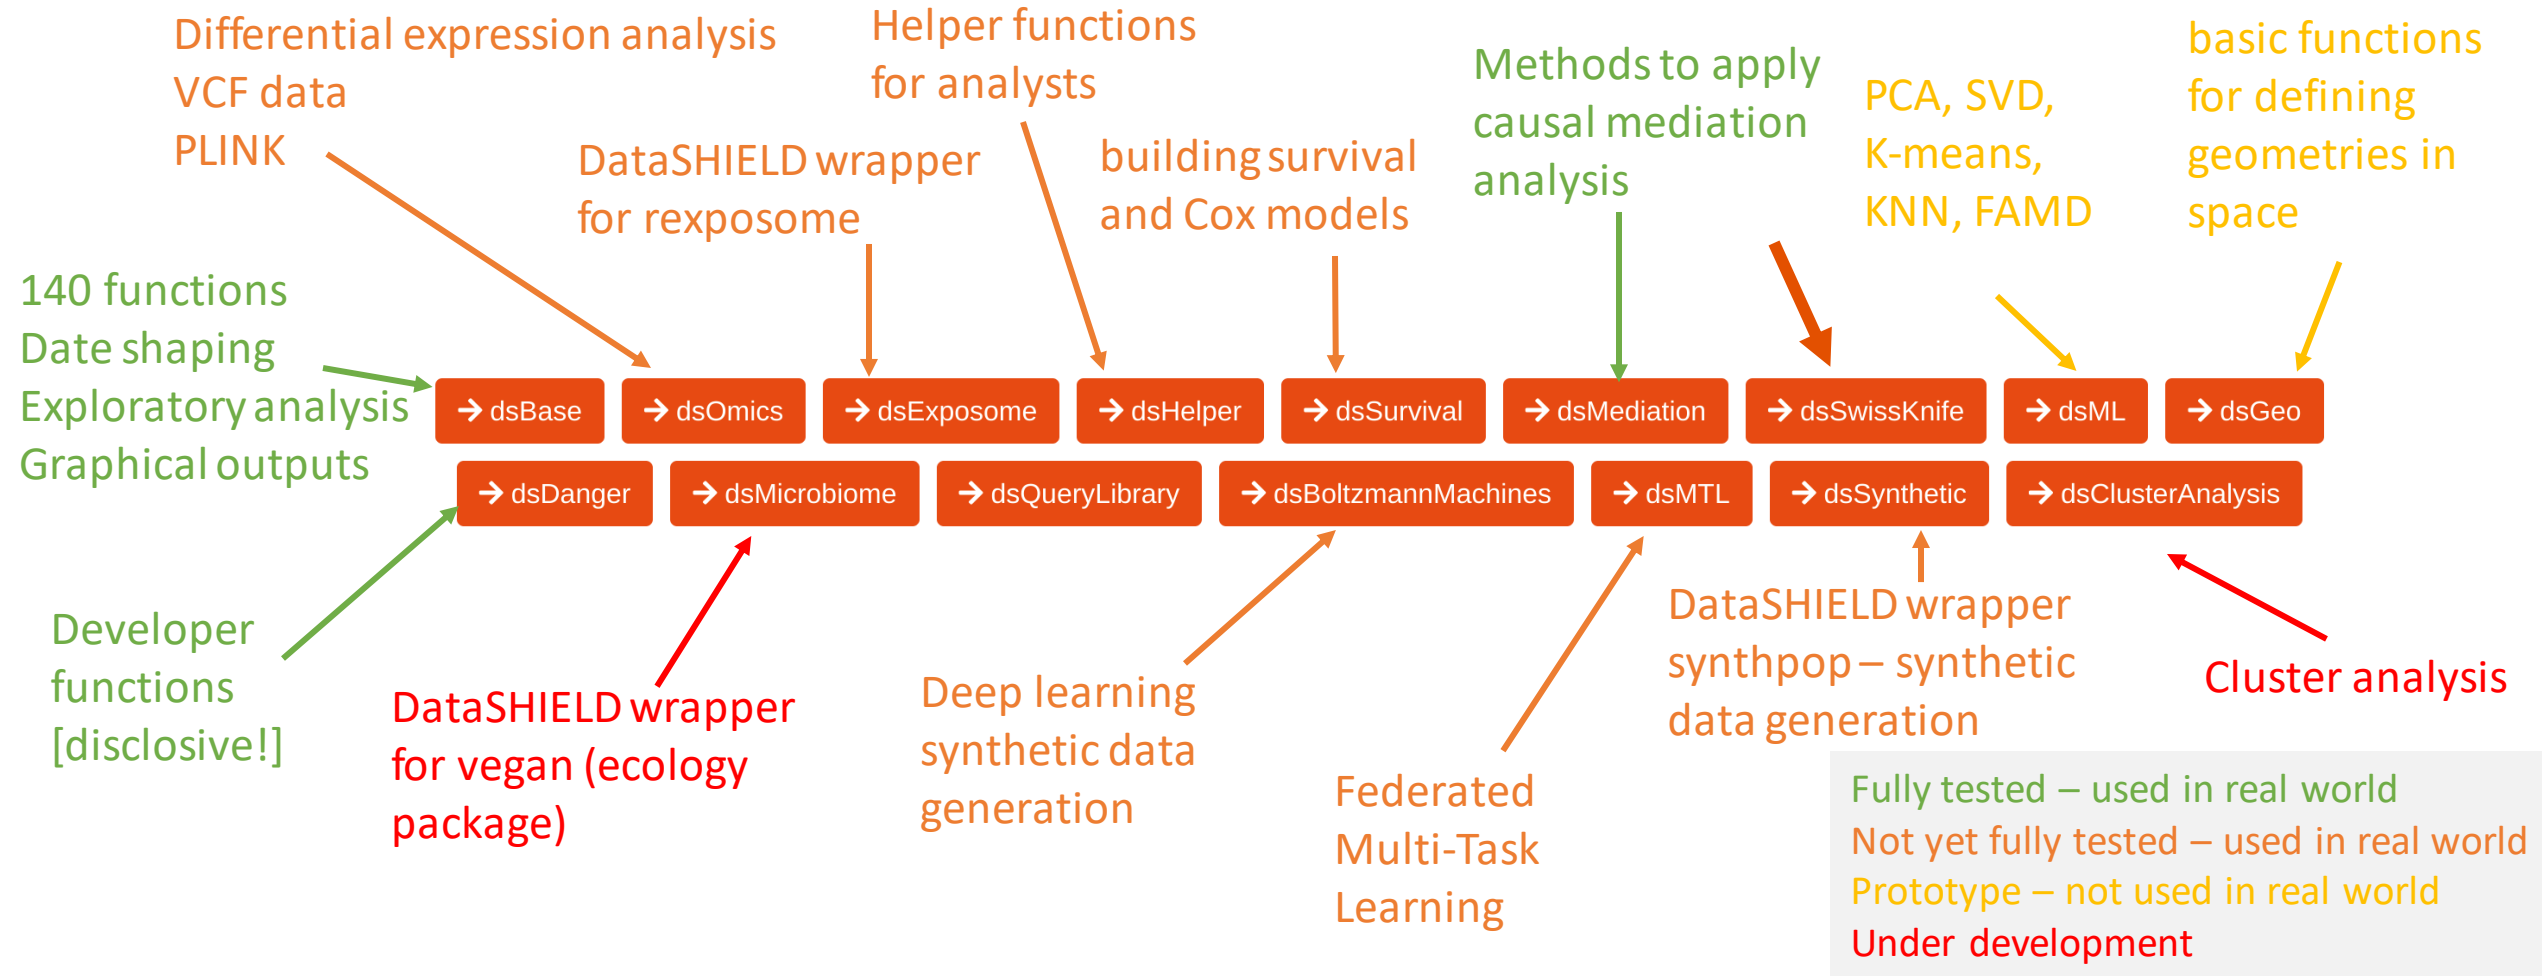 Differential expression analysis
VCF data
PLINK
Helper functions
for analysts
DataSHIELD wrapper
for rexposome
building survival
and Cox models
Methods to apply
causal mediation
analysis
PCA, SVD,
K-means,
KNN, FAMD
basic functions
for defining
geometries in
space
140 functions
Date shaping
Exploratory analysis
Graphical outputs
→ dsBase
→ dsOmics
→ dsExposome
→ dsHelper
→ dsSurvival
→ dsMediation
→ dsSwissKnife
→ dsML
→ dsGeo
→ dsDanger
→ dsMicrobiome
→ dsQueryLibrary
→ dsBoltzmannMachines
→ dsMTL
→ dsSynthetic
→ dsClusterAnalysis
Developer
functions
[disclosive!]
DataSHIELD wrapper
for vegan (ecology
package)
Deep learning
synthetic data
generation
Federated
Multi-Task
Learning
DataSHIELD wrapper
synthpop – synthetic
data generation
Cluster analysis
Fully tested – used in real world
Not yet fully tested – used in real world
Prototype – not used in real world
Under development